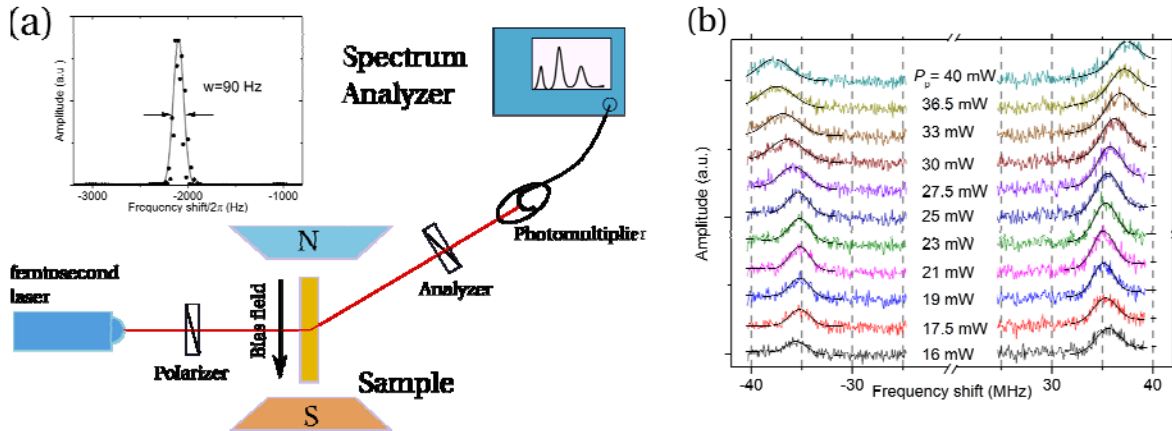 (a)
Amplitude (a.u )
w=90 Hz
-3000
-2000
-1000
Frequency shift/2π (Hz)
Spectrum
Analyzer
Photomultiplier
Analyzer
N
femtosecond
laser
Bias field
Polarizer
Sample
S
(b)
Amplitude (a.u.)
Pp= 40 mW
36.5 mW
33 mW
30 mW
27.5 mW
25 mW
23 mW
21 mW
19 mW
17.5 mW
16 mW
-40
-30
30
40
Frequency shift (MHz)